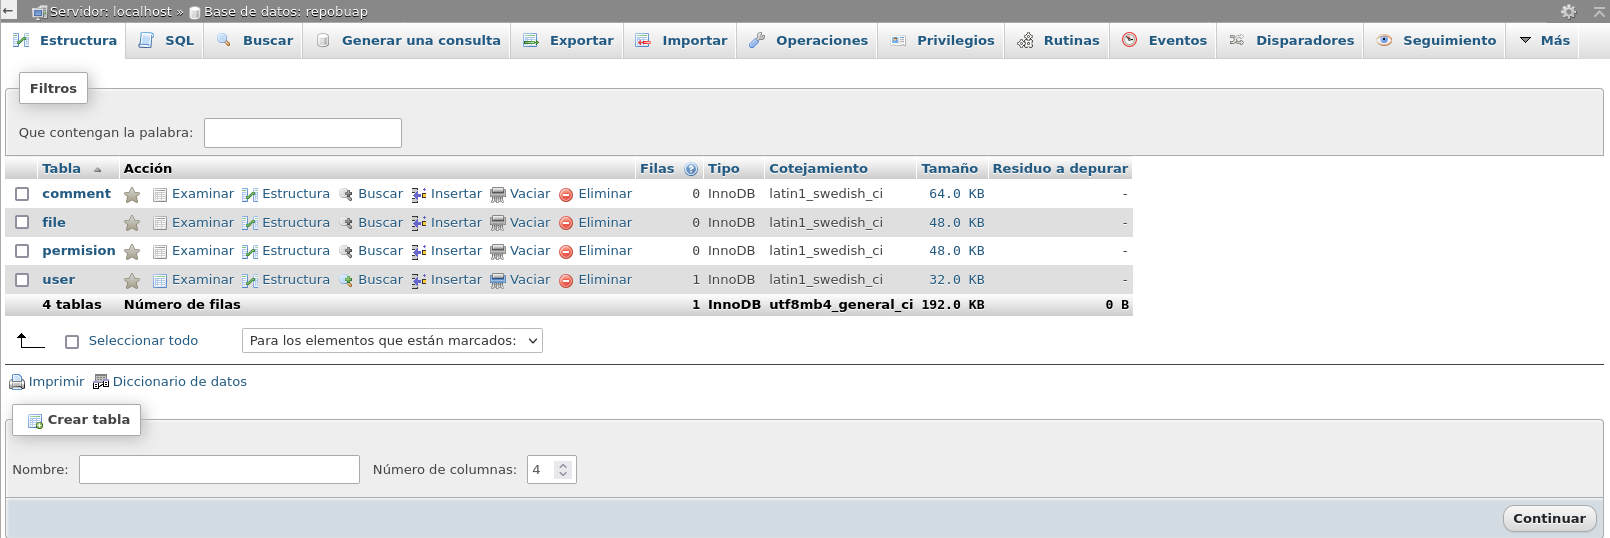 Servidor: localhost » Base de datos: repobuap
Estructura SQL Buscar Generar una consulta Exportar Importar Operaciones Privilegios Rutinas Eventos Disparadores Seguimiento Más
Filtros
Que contengan la palabra:
Tabla Acción Filas Tipo Cotejamiento Tamaño Residuo a depurar
comment Examinar Estructura Buscar Insertar Vaciar Eliminar 0 InnoDB latin1_swedish_ci 64.0 KB -
file Examinar Estructura Buscar Insertar Vaciar Eliminar 0 InnoDB latin1_swedish_ci 48.0 KB -
permision Examinar Estructura Buscar Insertar Vaciar Eliminar 0 InnoDB latin1_swedish_ci 48.0 KB -
user Examinar Estructura Buscar Insertar Vaciar Eliminar 1 InnoDB latin1_swedish_ci 32.0 KB -
4 tablas Número de filas 1 InnoDB utf8mb4_general_ci 192.0 KB 0 B
Seleccionar todo Para los elementos que están marcados:
Imprimir Diccionario de datos
Crear tabla
Nombre: Número de columnas: 4
Continuar